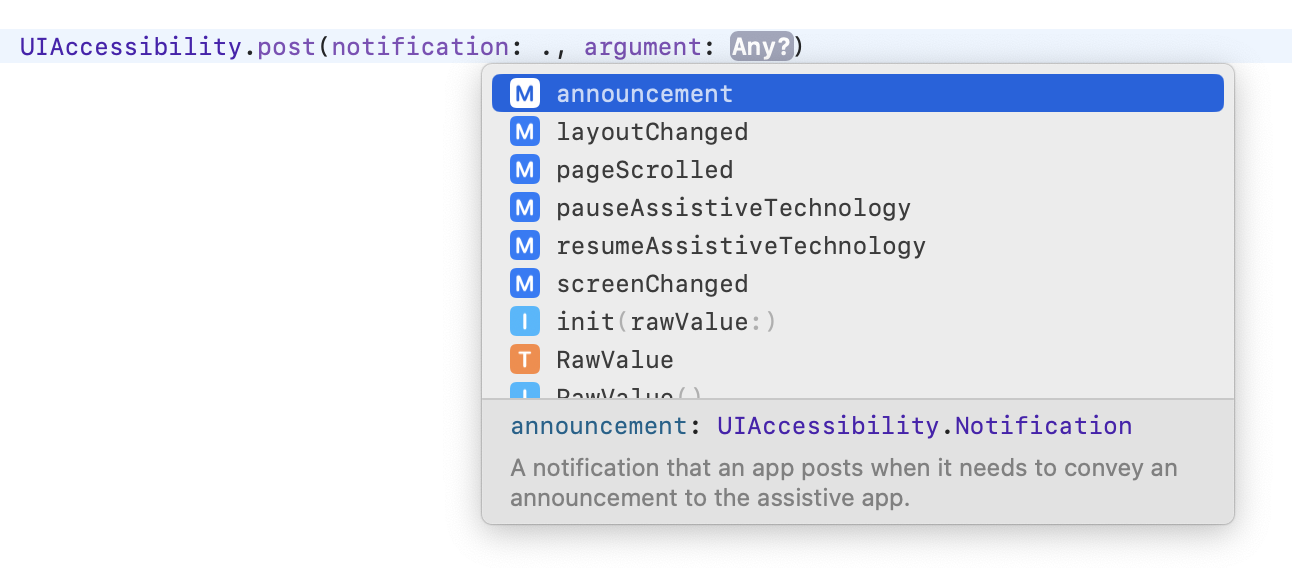 UIAccessibility.post(notification: ., argument: Any?)
M announcement
M layoutChanged
M pageScrolled
M pauseAssistiveTechnology
M resumeAssistiveTechnology
M screenChanged
I init(rawValue:)
T RawValue
I RawValue()
announcement: UIAccessibility.Notification
A notification that an app posts when it needs to convey an
announcement to the assistive app.